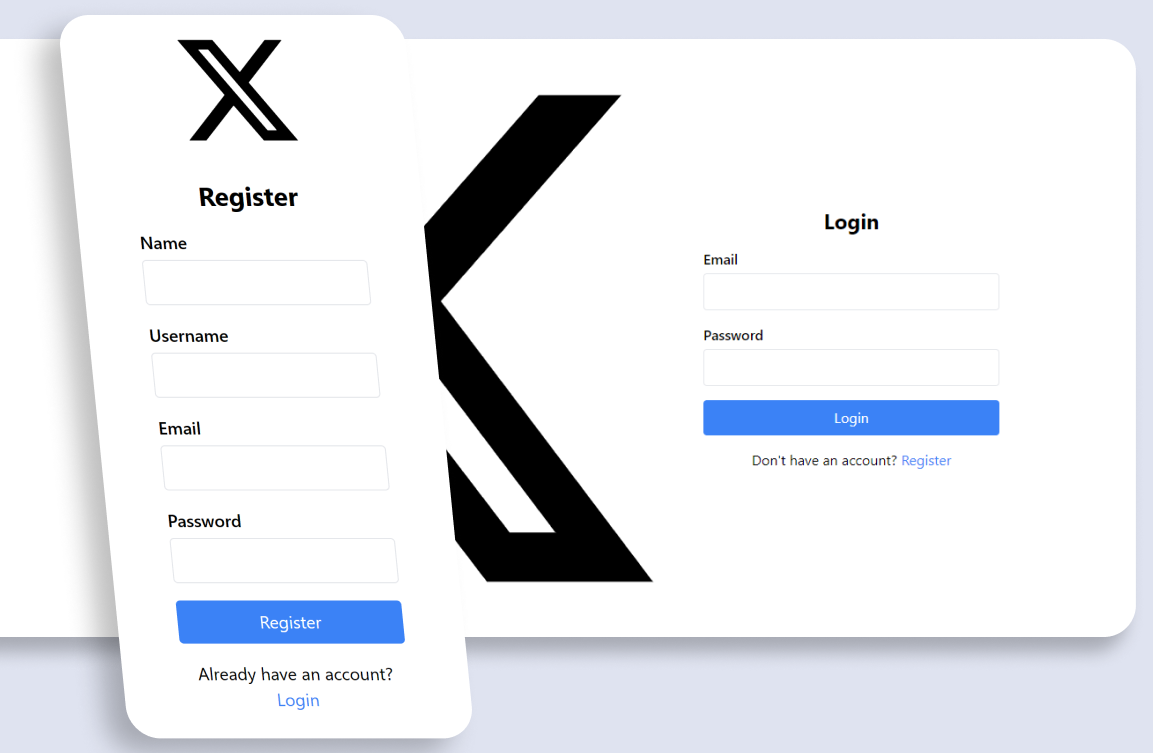 Register
Name
Username
Email
Password
Register
Already have an account?
Login
Login
Email
Password
Login
Don't have an account? Register